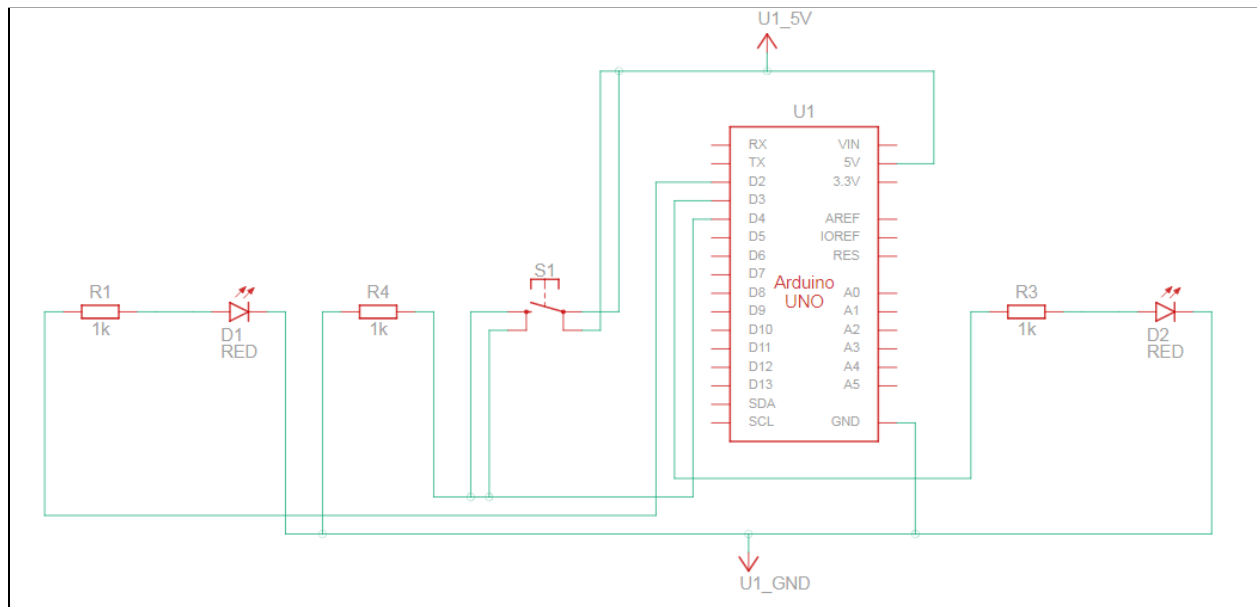 U1_5V
U1
RX VIN
TX 5V
D2 3.3V
D3
D4 AREF
D5 IOREF
D6 RES
D7
Arduino
UNO
D8 A0
D9 A1
D10 A2
D11 A3
D12 A4
D13 A5
SDA
SCL GND
S1
R1
1k
D1
RED
R4
1k
R3
1k
D2
RED
U1_GND